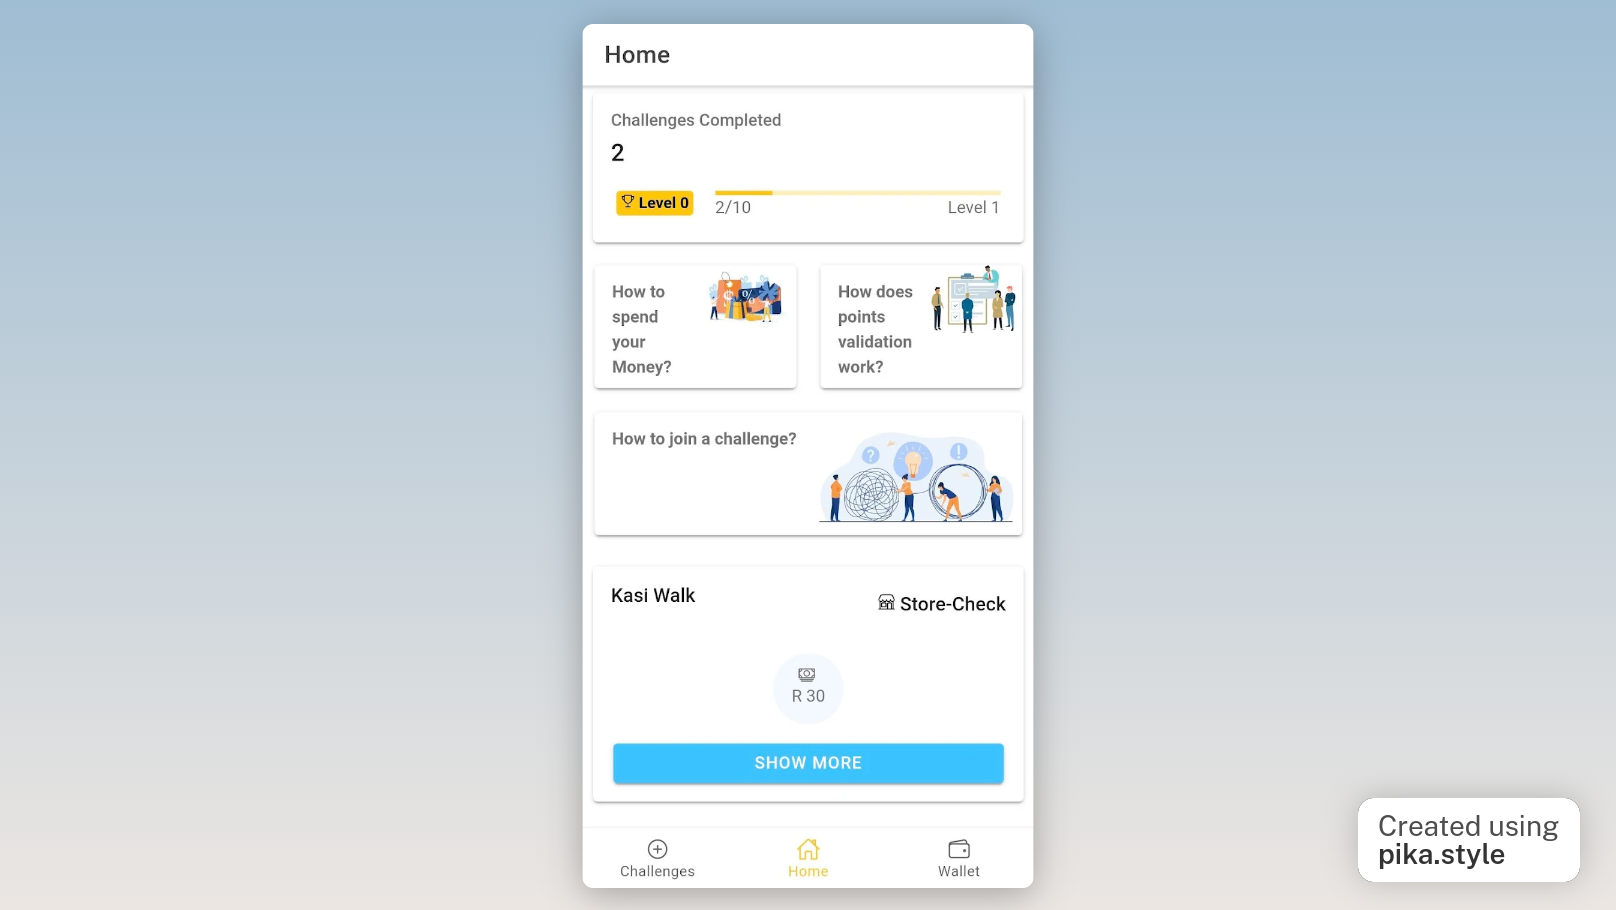 Home
Challenges Completed
2
Level 0
2/10
Level 1
How to
spend
your
Money?
How does
points
validation
work?
How to join a challenge?
Kasi Walk
Store-Check
R 30
SHOW MORE
Challenges
Home
Wallet
Created using
pika.style